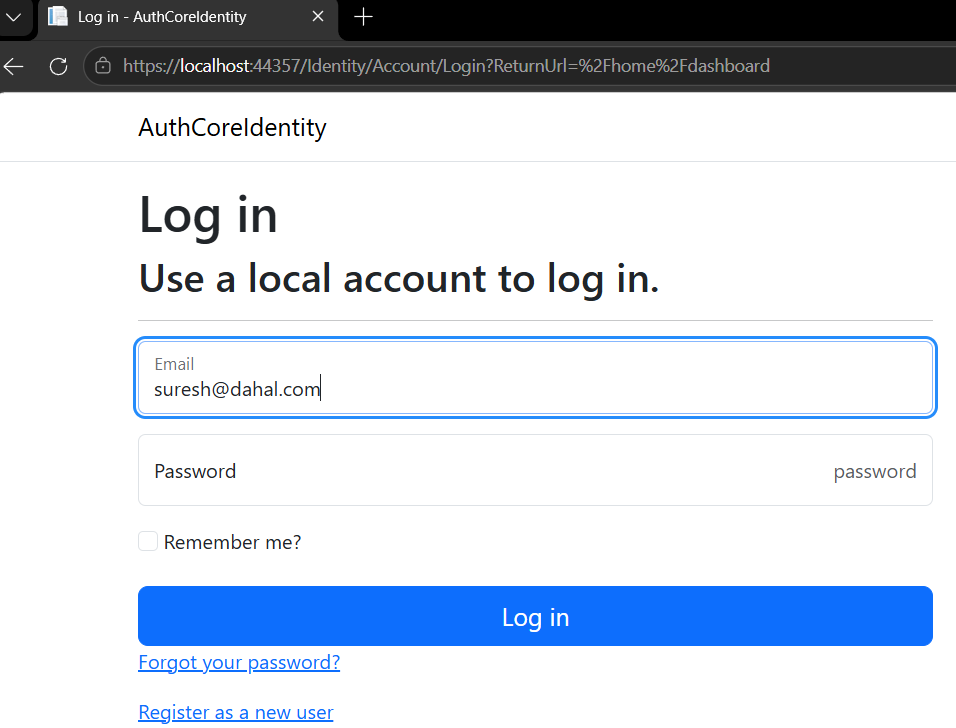 Log in - AuthCoreIdentity
https://localhost:44357/Identity/Account/Login?ReturnUrl=%2Fhome%2Fdashboard
AuthCoreIdentity
Log in
Use a local account to log in.
Email
suresh@dahal.com
Password password
Remember me?
Log in
Forgot your password?
Register as a new user